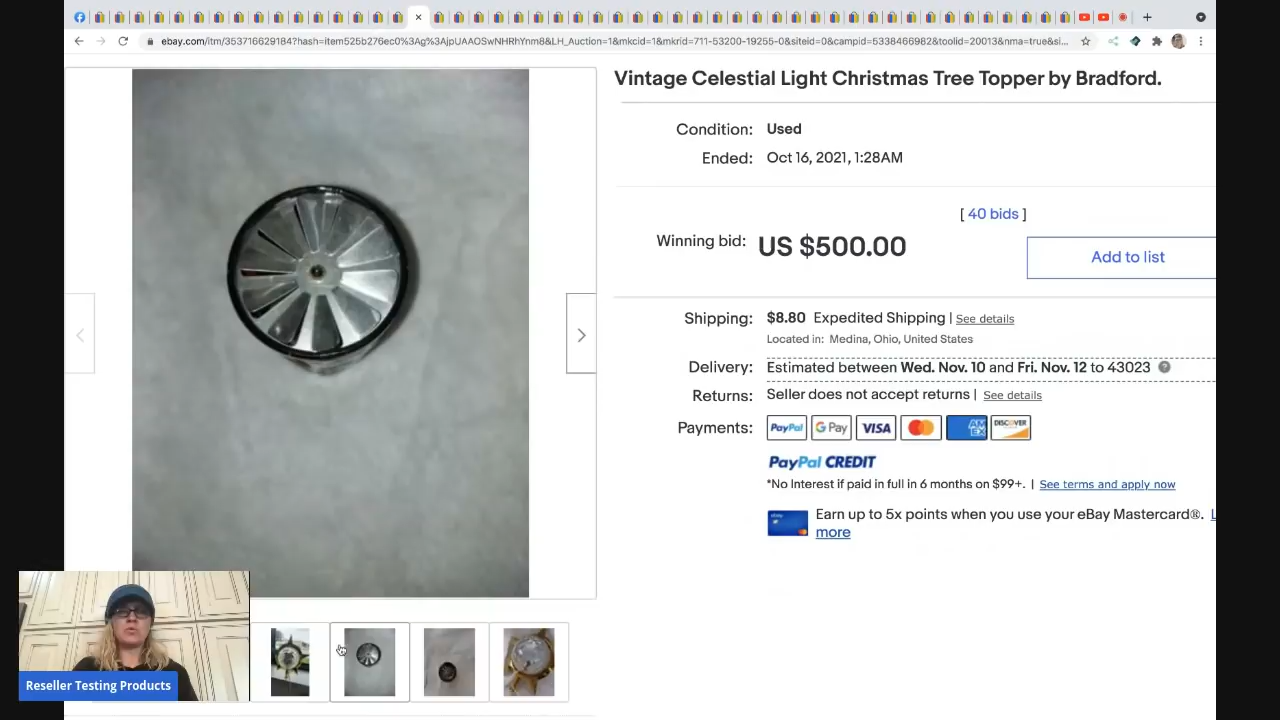 ebay.com/itm/353716629184?hash=item525b276ec0%3Ag%3AjpUAAOSwNHRhYnm8&LH_Auction=1&mkcid=1&mkrid=711-53200-19255-0&siteid=0&campid=5338466982&toolid=20013&nma=true&si...
Vintage Celestial Light Christmas Tree Topper by Bradford.
Condition: Used
Ended: Oct 16, 2021, 1:28AM
[ 40 bids ]
Winning bid: US $500.00
Add to list
Shipping: $8.80 Expedited Shipping | See details
Located in: Medina, Ohio, United States
Delivery: Estimated between Wed. Nov. 10 and Fri. Nov. 12 to 43023
Returns: Seller does not accept returns | See details
Payments: PayPal G Pay VISA AM EX DISCOVER
PayPal CREDIT
*No Interest if paid in full in 6 months on $99+. | See terms and apply now
Earn up to 5x points when you use your eBay Mastercard®. L
more
Reseller Testing Products